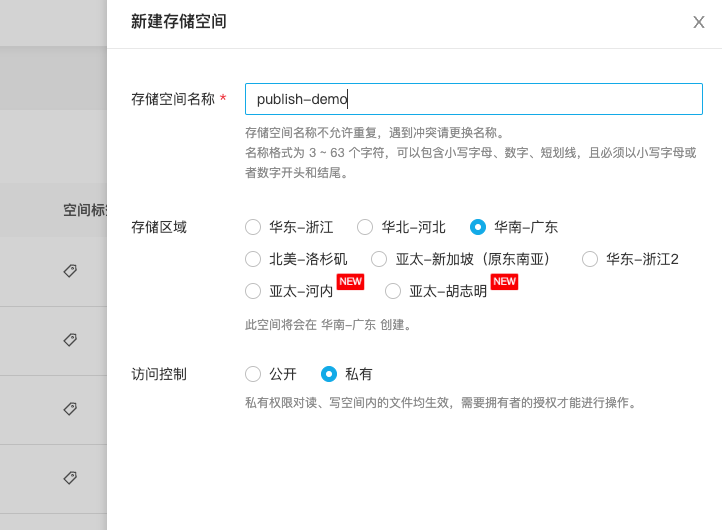 新建存储空间
存储空间名称 * publish-demo
存储空间名称不允许重复，遇到冲突请更换名称。
名称格式为 3 ~ 63 个字符，可以包含小写字母、数字、短划线，且必须以小写字母或
者数字开头和结尾。
空间标
存储区域 华东-浙江 华北-河北 华南-广东
北美-洛杉矶 亚太-新加坡（原东南亚） 华东-浙江2
亚太-河内 NEW 亚太-胡志明 NEW
此空间将会在 华南-广东 创建。
访问控制 公开 私有
私有权限对读、写空间内的文件均生效，需要拥有者的授权才能进行操作。